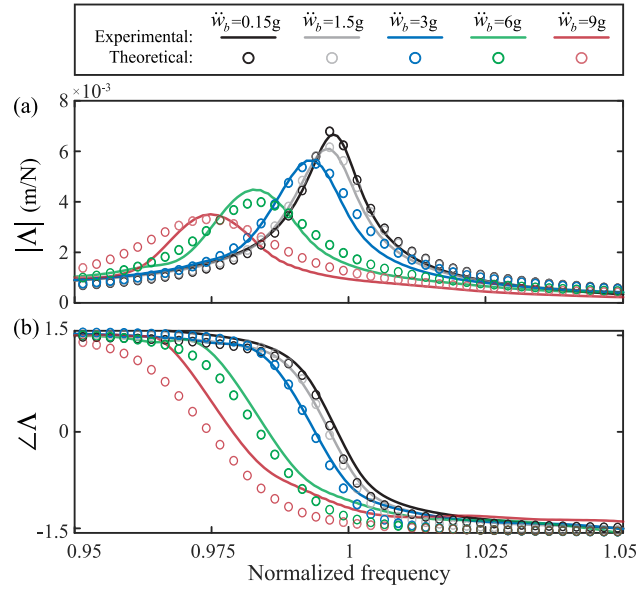 ẅ_b=0.15g ẅ_b=1.5g ẅ_b=3g ẅ_b=6g ẅ_b=9g
Experimental:
Theoretical:
(a)
×10⁻³
8
6
4
2
0
|Λ| (m/N)
(b)
1.5
0
-1.5
∠Λ
0.95 0.975 1 1.025 1.05
Normalized frequency